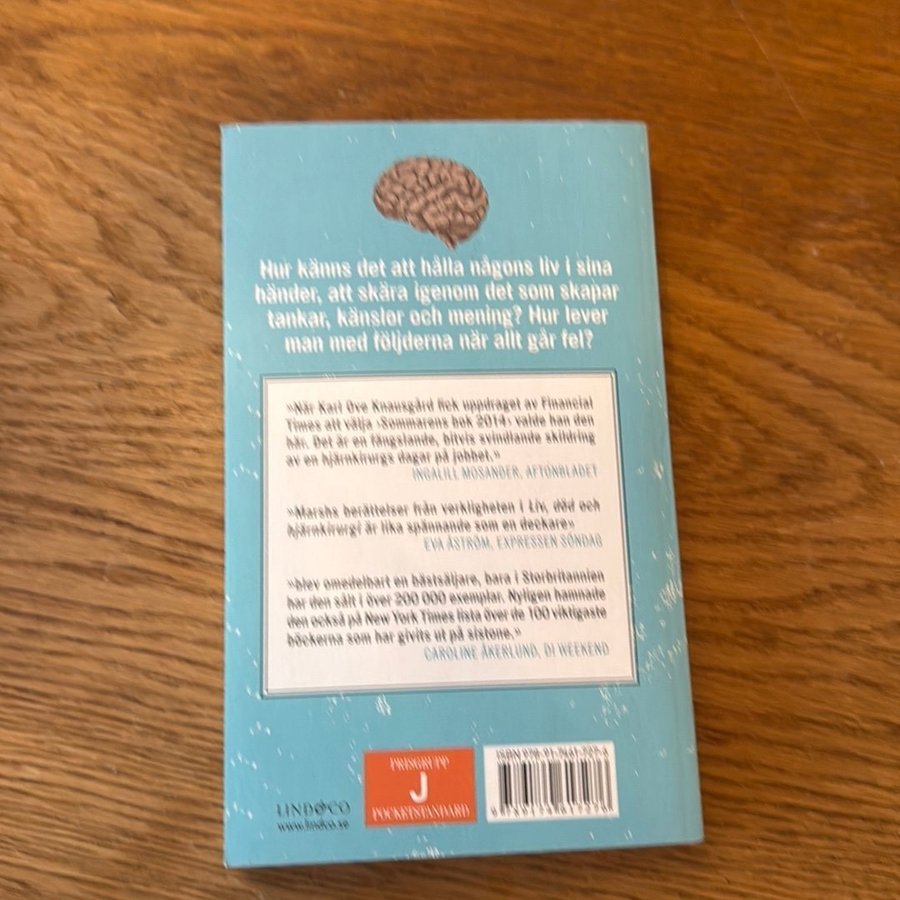 Hur känns det att hålla någons liv i sina
händer, att skära igenom det som skapar
tankar, känslor och mening? Hur lever
man med följderna när allt går fel?
»När Karl Ove Knausgård fick uppdraget av Financial
Times att välja ›Sommarens bok 2014‹ valde han den
här. Det är en fängslande, bitvis svindlande skildring
av en hjärnkirurgs dagar på jobbet.»
INGALILL MOSANDER, AFTONBLADET
»Marshs berättelser från verkligheten i Liv, död och
hjärnkirurgi är lika spännande som en deckare»
EVA ÅSTRÖM, EXPRESSEN SÖNDAG
»blev omedelbart en bästsäljare, bara i Storbritannien
har den sålt i över 200 000 exemplar. Nyligen hamnade
den också på New York Times lista över de 100 viktigaste
böckerna som har givits ut på sistone.»
CAROLINE ÅKERLUND, DI WEEKEND
PRISGRUPP
J
POCKETSTANDARD
LIND&CO
www.lindco.se
ISBN